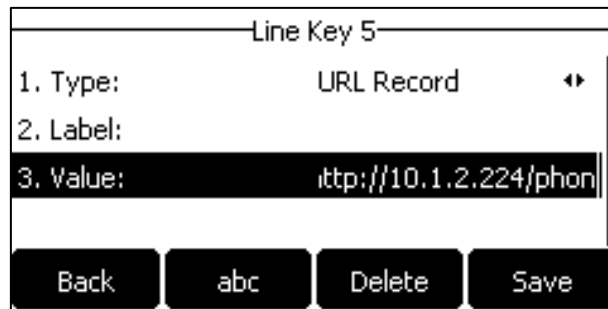 Line Key 5
1. Type: URL Record
2. Label:
3. Value: ttp://10.1.2.224/phon
Back abc Delete Save